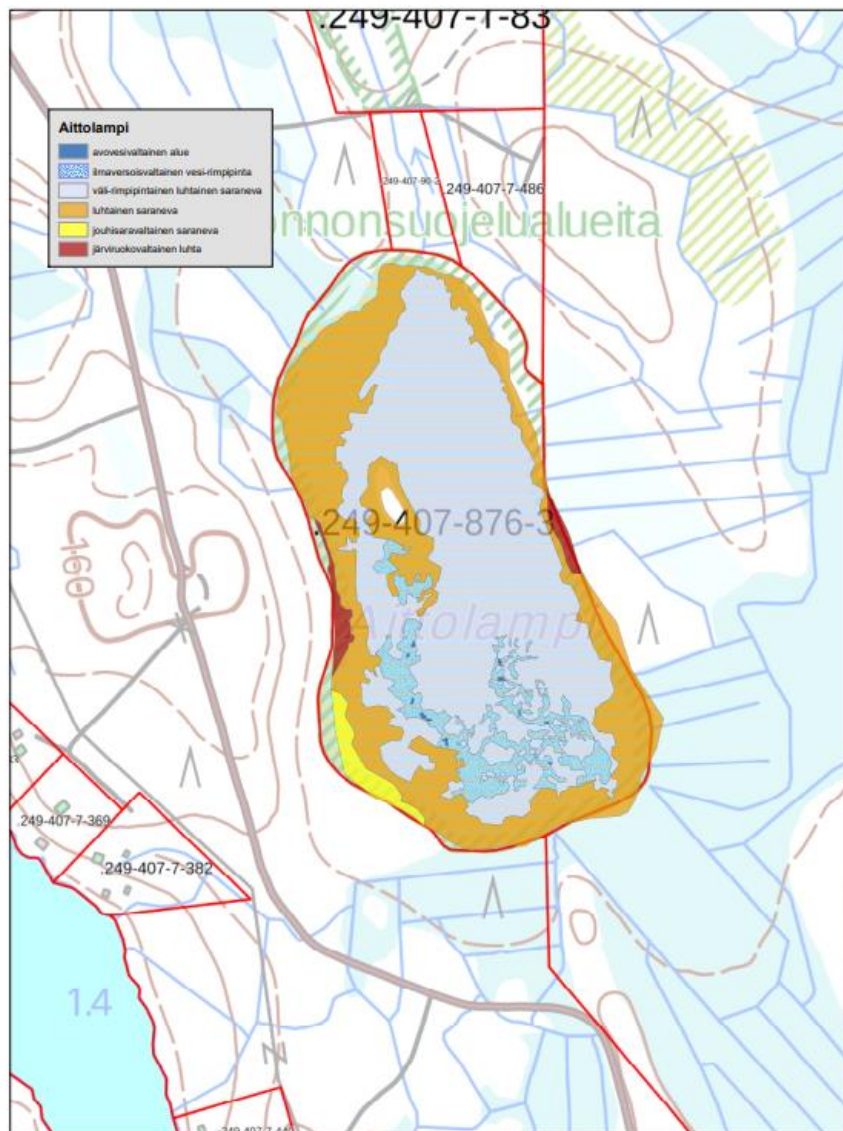 .249-407-1-83
Aittolampi
avovesivaltainen alue
ilmaversoisvaltainen vesi-rimpipinta
väli-rimpipintainen luhtainen saraneva
luhtainen saraneva
jouhisaravaltainen saraneva
järviruokovaltainen luhta
.249-407-7-486
onnonsuojelualueita
.249-407-876-3
160
Aittolampi
.249-407-7-369
.249-407-7-382
1.4